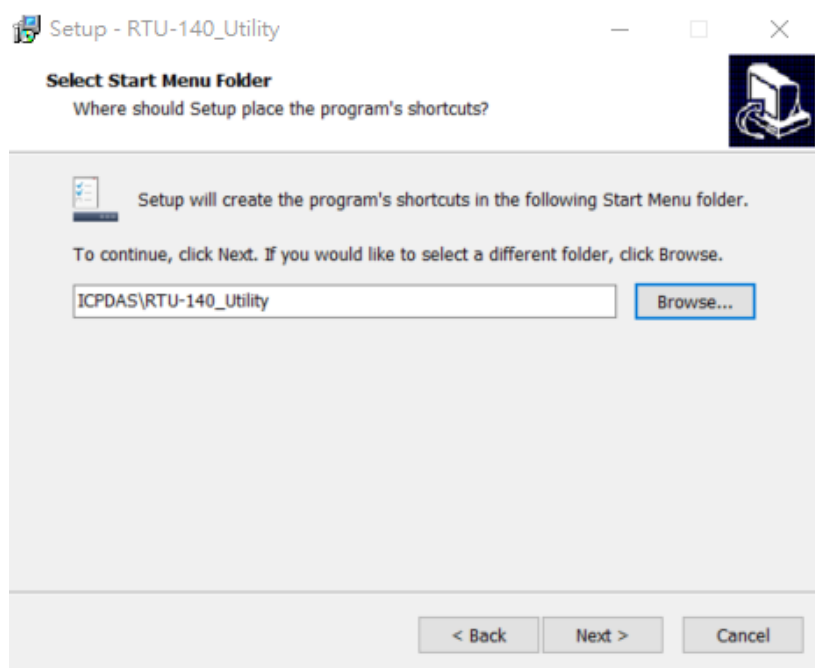 Setup - RTU-140_Utility
Select Start Menu Folder
Where should Setup place the program's shortcuts?
Setup will create the program's shortcuts in the following Start Menu folder.
To continue, click Next. If you would like to select a different folder, click Browse.
ICPDAS\RTU-140_Utility
Browse...
< Back
Next >
Cancel